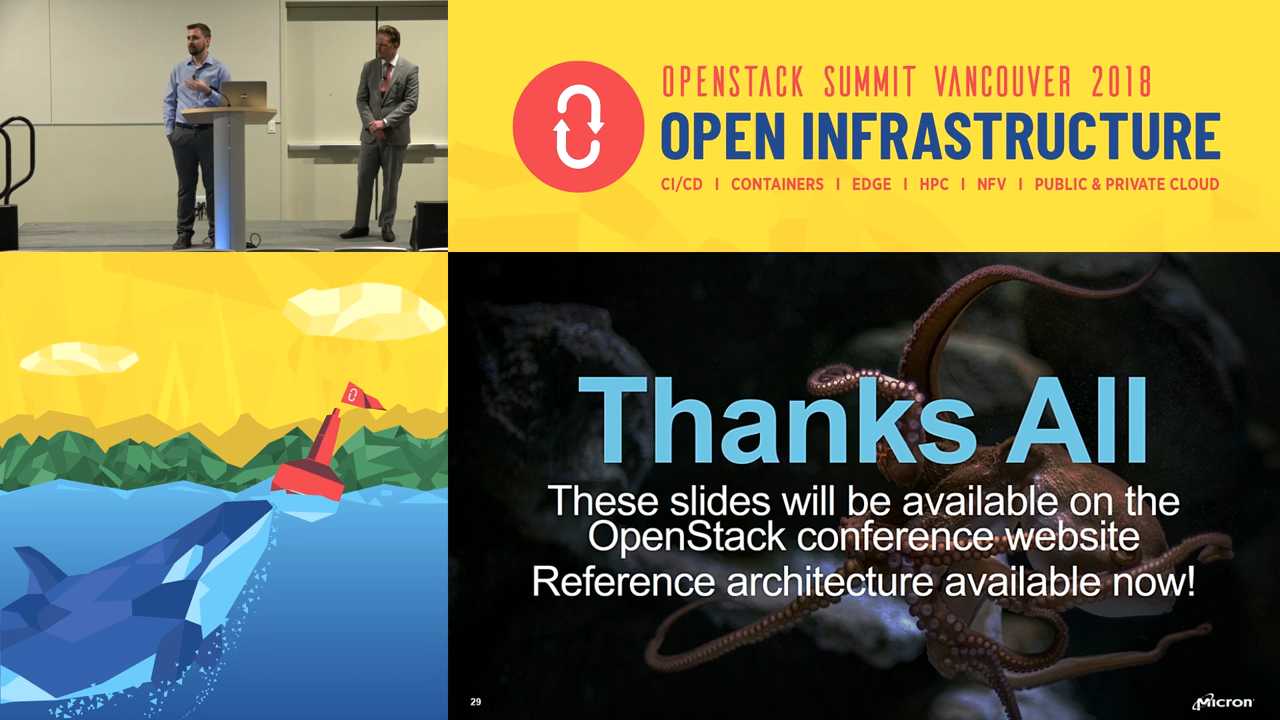 OPENSTACK SUMMIT VANCOUVER 2018
OPEN INFRASTRUCTURE
CI/CD I CONTAINERS I EDGE I HPC I NFV I PUBLIC & PRIVATE CLOUD
Thanks All
These slides will be available on the
OpenStack conference website
Reference architecture available now!
29
Micron